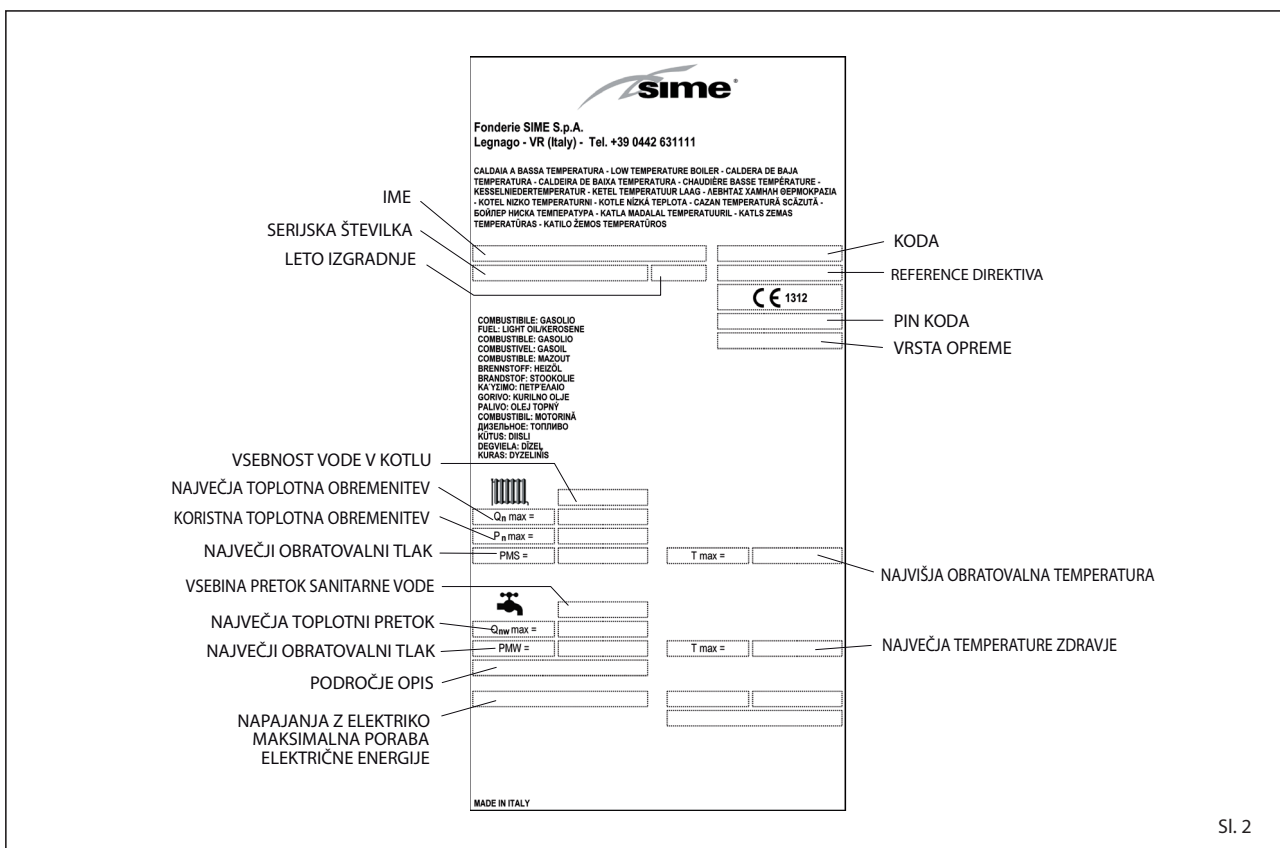 sime®
Fonderie SIME S.p.A.
Legnago - VR (Italy) - Tel. +39 0442 631111
CALDAIA A BASSA TEMPERATURA - LOW TEMPERATURE BOILER - CALDERA DE BAJA
TEMPERATURA - CALDEIRA DE BAIXA TEMPERATURA - CHAUDIÈRE BASSE TEMPÉRATURE -
KESSELNIEDERTEMPERATUR - KETEL TEMPERATUUR LAAG - ΛΕΒΗΤΑΣ ΧΑΜΗΛΗ ΘΕΡΜΟΚΡΑΣΙΑ
- KOTEL NIZKO TEMPERATURNI - KOTLE NÍZKÁ TEPLOTA - CAZAN TEMPERATURĂ SCĂZUTĂ -
БОЙЛЕР НИСКА ТЕМПЕРАТУРА - KATLA MADALAL TEMPERATUURIL - KATLS ZEMAS
TEMPERATŪRAS - KATILO ŽEMOS TEMPERATŪROS
IME
SERIJSKA ŠTEVILKA
LETO IZGRADNJE
KODA
REFERENCE DIREKTIVA
CE 1312
PIN KODA
VRSTA OPREME
COMBUSTIBILE: GASOLIO
FUEL: LIGHT OIL/KEROSENE
COMBUSTIBLE: GASOLIO
COMBUSTIVEL: GASOIL
COMBUSTIBLE: MAZOUT
BRENNSTOFF: HEIZÖL
BRANDSTOF: STOOKOLIE
ΚΑΎΣΙΜΟ: ΠΕΤΡΈΛΑΙΟ
GORIVO: KURILNO OLJE
PALIVO: OLEJ TOPNÝ
COMBUSTIBIL: MOTORINĂ
ДИЗЕЛЬНОЕ: ТОПЛИВО
KÜTUS: DIISLI
DEGVIELA: DĪZEĻ
KURAS: DYZELINIS
VSEBNOST VODE V KOTLU
NAJVEČJA TOPLOTNA OBREMENITEV
Qn max =
KORISTNA TOPLOTNA OBREMENITEV
Pn max =
NAJVEČJI OBRATOVALNI TLAK
PMS =
T max =
NAJVIŠJA OBRATOVALNA TEMPERATURA
VSEBINA PRETOK SANITARNE VODE
NAJVEČJA TOPLOTNI PRETOK
Qnw max =
NAJVEČJI OBRATOVALNI TLAK
PMW =
T max =
NAJVEČJA TEMPERATURE ZDRAVJE
PODROČJE OPIS
NAPAJANJA Z ELEKTRIKO
MAKSIMALNA PORABA
ELEKTRIČNE ENERGIJE
MADE IN ITALY
Sl. 2